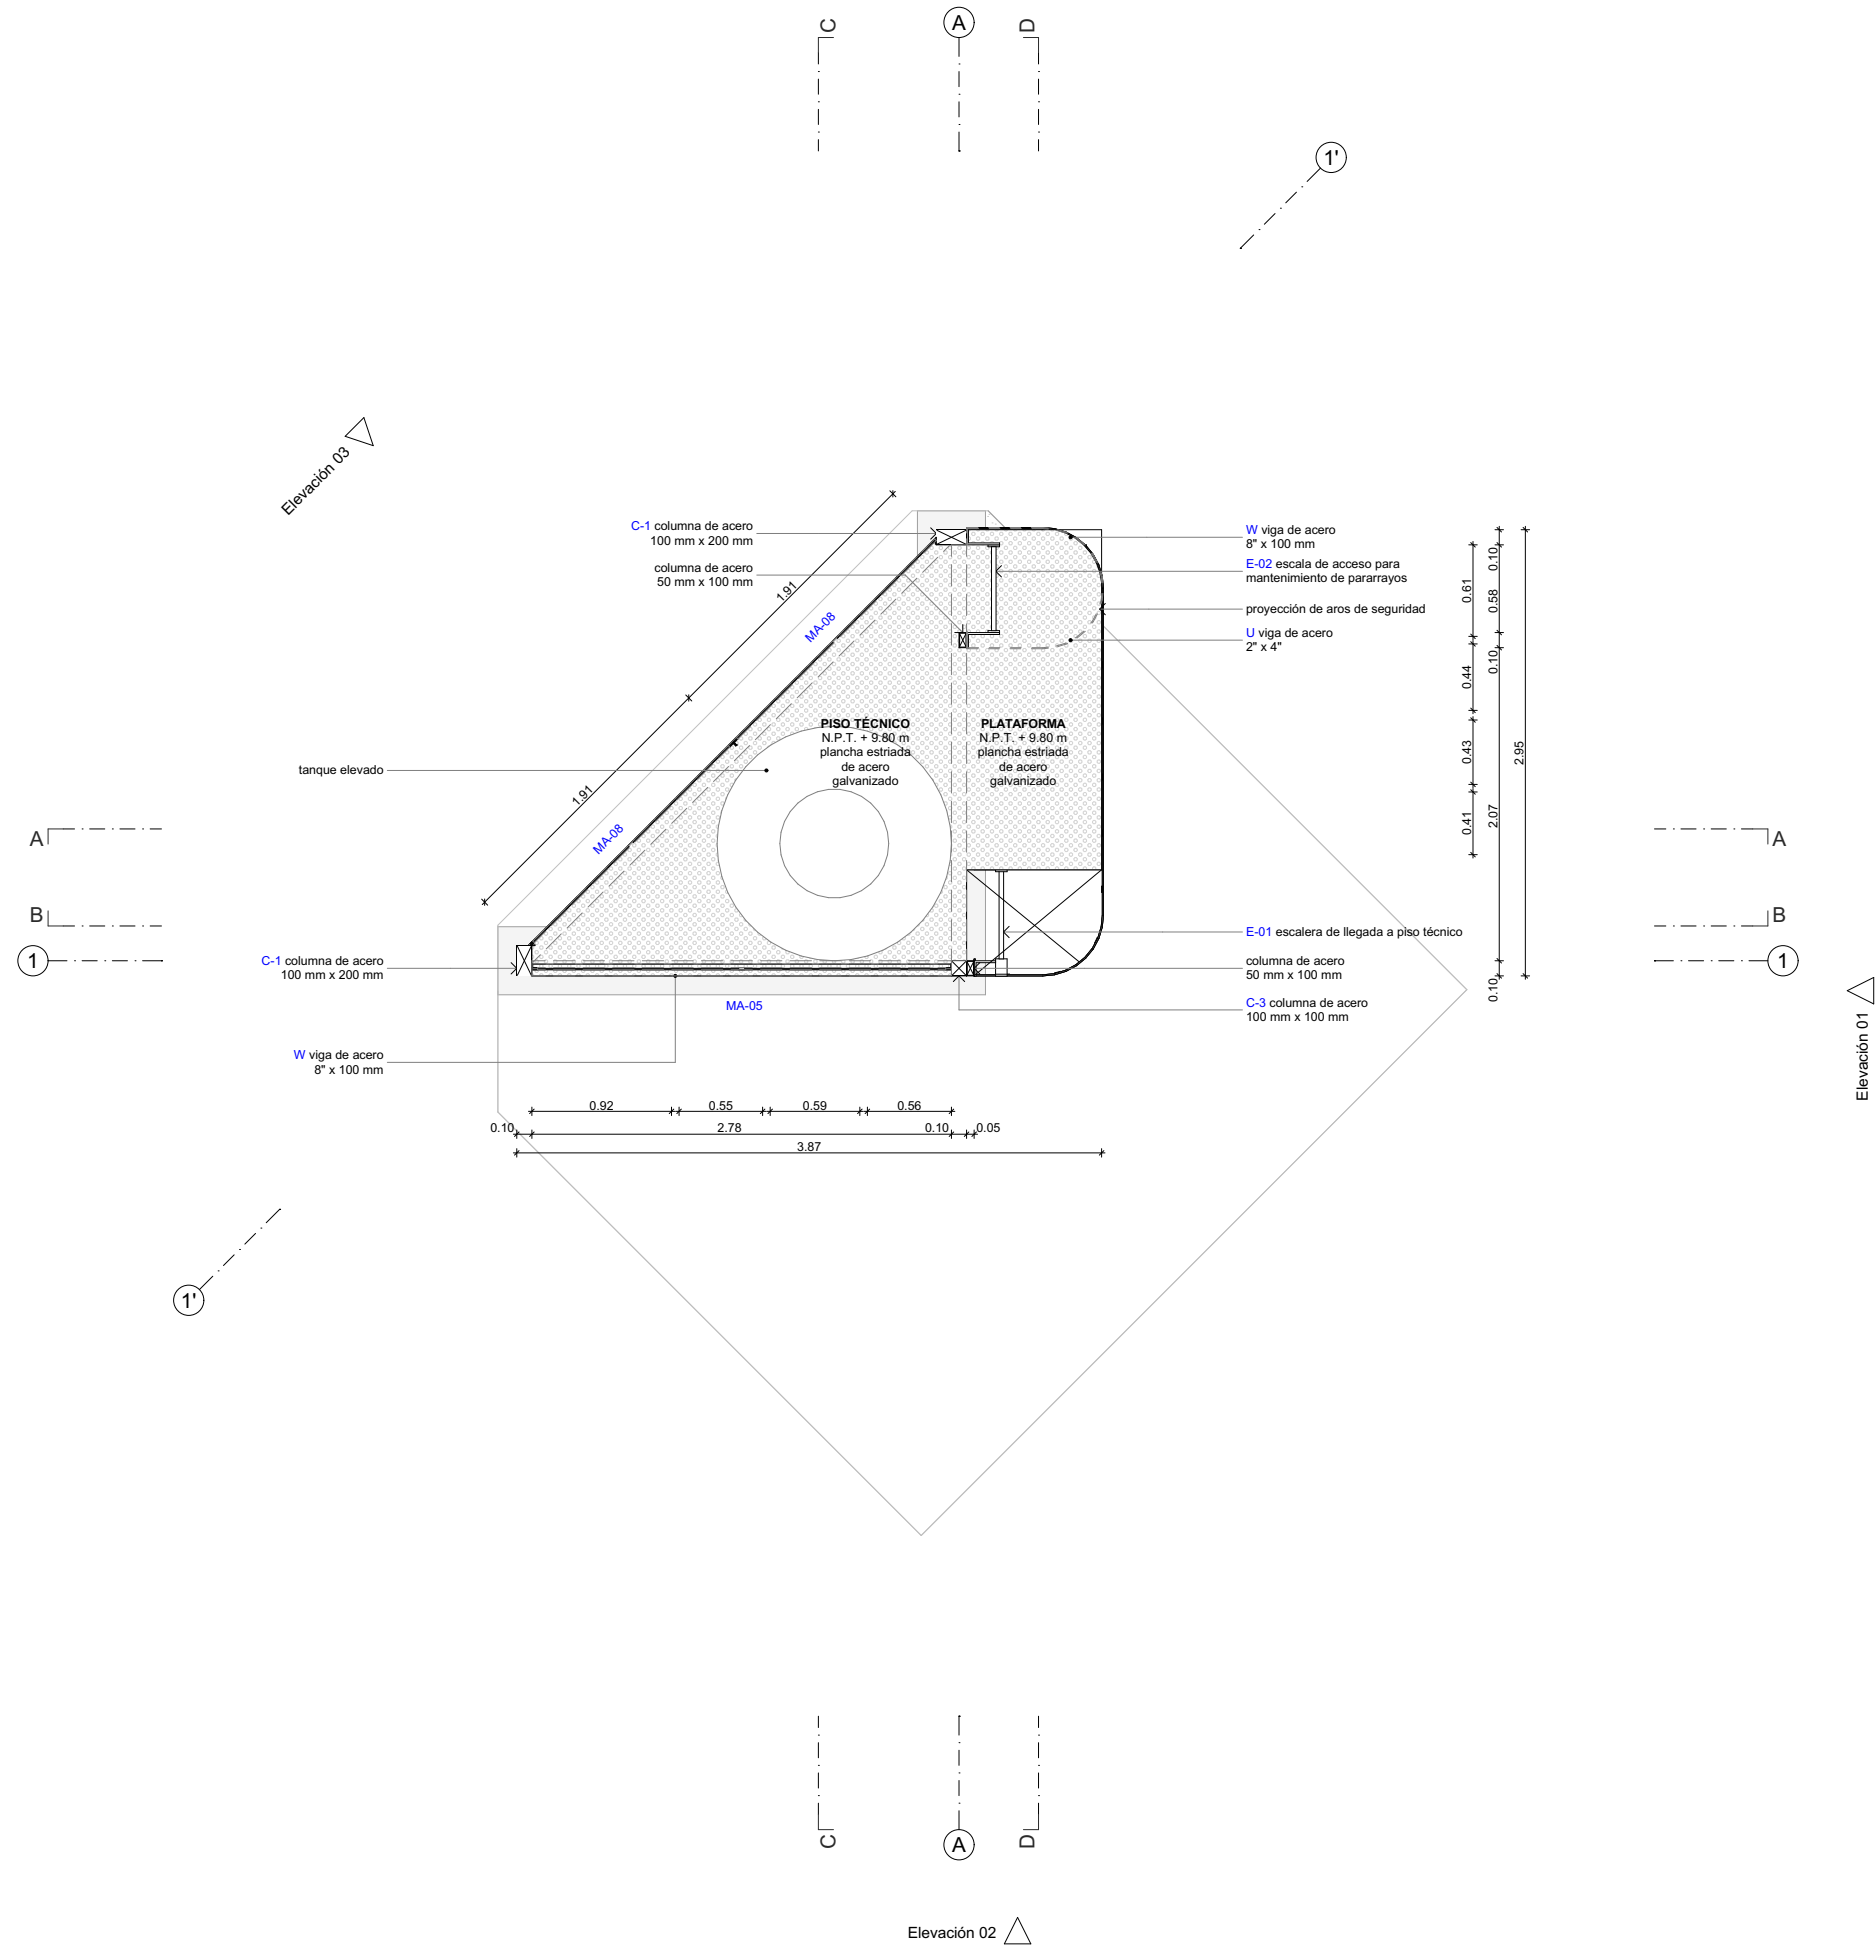 C
A
D
1'
Elevación 03
C-1 columna de acero
100 mm x 200 mm
columna de acero
50 mm x 100 mm
W viga de acero
8" x 100 mm
E-02 escala de acceso para
mantenimiento de pararrayos
proyección de aros de seguridad
U viga de acero
2" x 4"
1.91
MA-08
1.91
MA-08
PISO TÉCNICO
N.P.T. + 9.80 m
plancha estriada
de acero
galvanizado
PLATAFORMA
N.P.T. + 9.80 m
plancha estriada
de acero
galvanizado
tanque elevado
0.61
0.44
0.43
0.41
0.10
0.58
0.10
2.07
0.10
2.95
A
A
B
B
1
1
E-01 escalera de llegada a piso técnico
columna de acero
50 mm x 100 mm
C-3 columna de acero
100 mm x 100 mm
C-1 columna de acero
100 mm x 200 mm
MA-05
W viga de acero
8" x 100 mm
Elevación 01
0.92 0.55 0.59 0.56
0.10 2.78 0.10 0.05
3.87
1'
C
A
D
Elevación 02